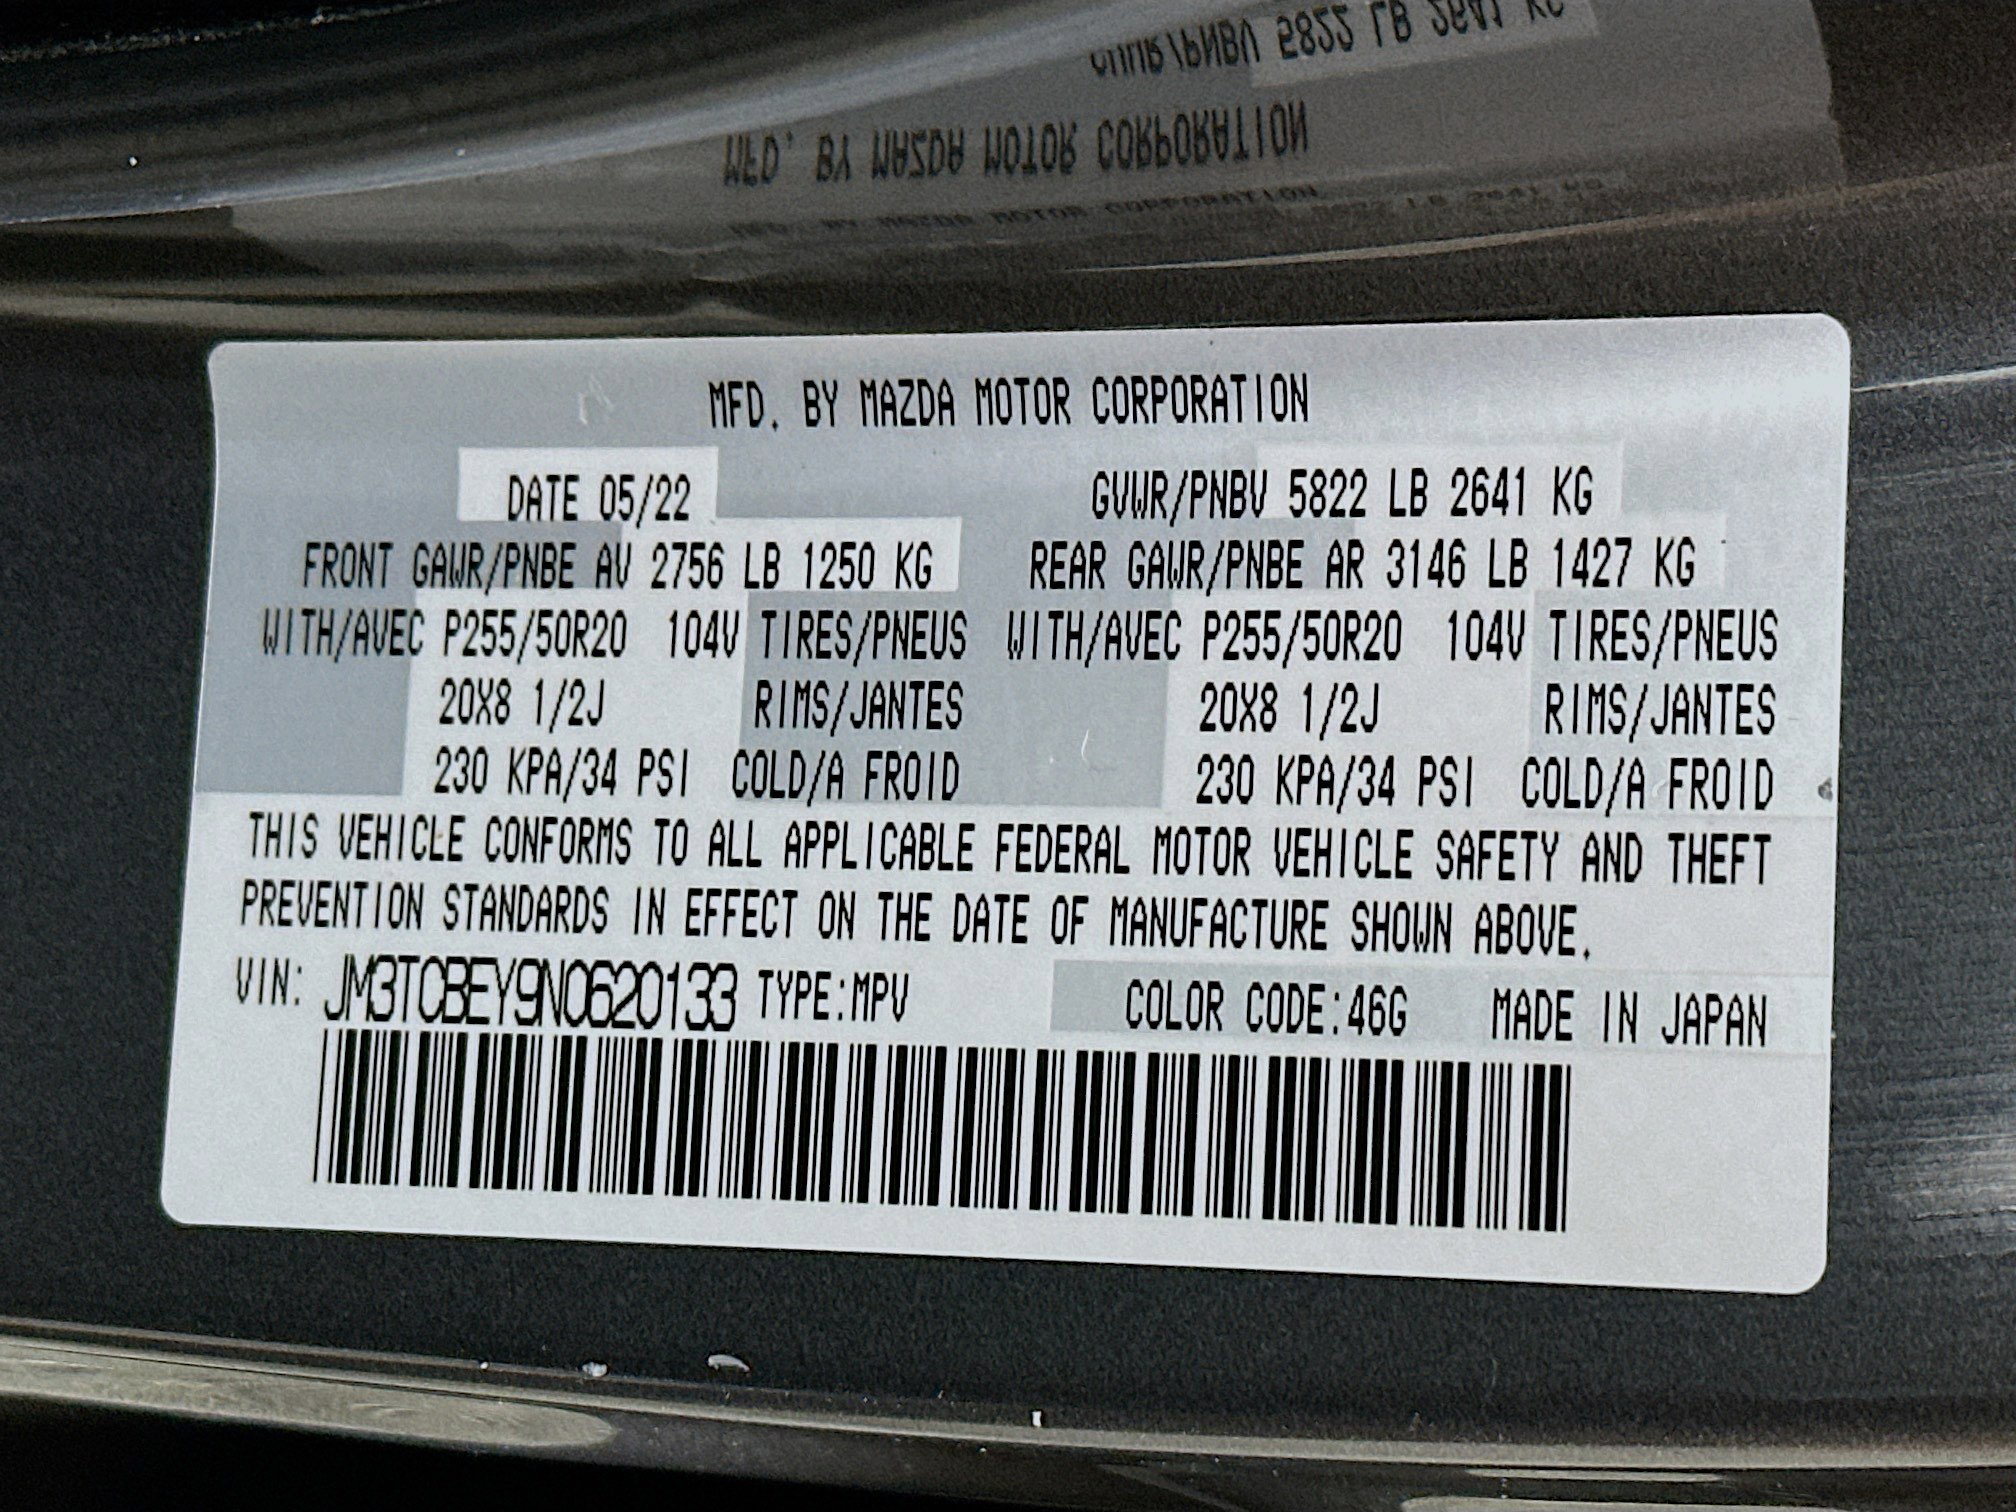 MFD. BY MAZDA MOTOR CORPORATION
DATE 05/22 GVWR/PNBV 5822 LB 2641 KG
FRONT GAWR/PNBE AV 2756 LB 1250 KG REAR GAWR/PNBE AR 3146 LB 1427 KG
WITH/AVEC P255/50R20 104V TIRES/PNEUS WITH/AVEC P255/50R20 104V TIRES/PNEUS
20X8 1/2J RIMS/JANTES 20X8 1/2J RIMS/JANTES
230 KPA/34 PSI COLD/A FROID 230 KPA/34 PSI COLD/A FROID
THIS VEHICLE CONFORMS TO ALL APPLICABLE FEDERAL MOTOR VEHICLE SAFETY AND THEFT
PREVENTION STANDARDS IN EFFECT ON THE DATE OF MANUFACTURE SHOWN ABOVE.
VIN: JM3TCBEY9N0620133 TYPE:MPV COLOR CODE:46G MADE IN JAPAN